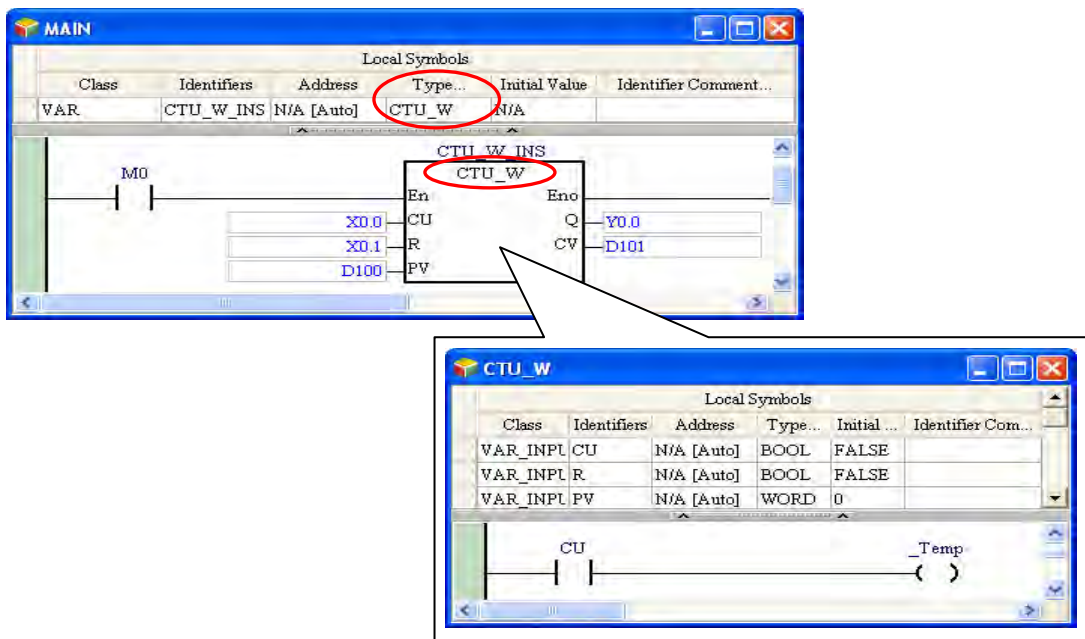 MAIN
Local Symbols
Class Identifiers Address Type... Initial Value Identifier Comment...
VAR CTU_W_INS N/A [Auto] CTU_W N/A
CTU_W_INS
M0 CTU_W
En Eno
X0.0 CU Q Y0.0
X0.1 R CV D101
D100 PV
CTU_W
Local Symbols
Class Identifiers Address Type... Initial ... Identifier Com...
VAR_INPU CU N/A [Auto] BOOL FALSE
VAR_INPU R N/A [Auto] BOOL FALSE
VAR_INPU PV N/A [Auto] WORD 0
CU _Temp